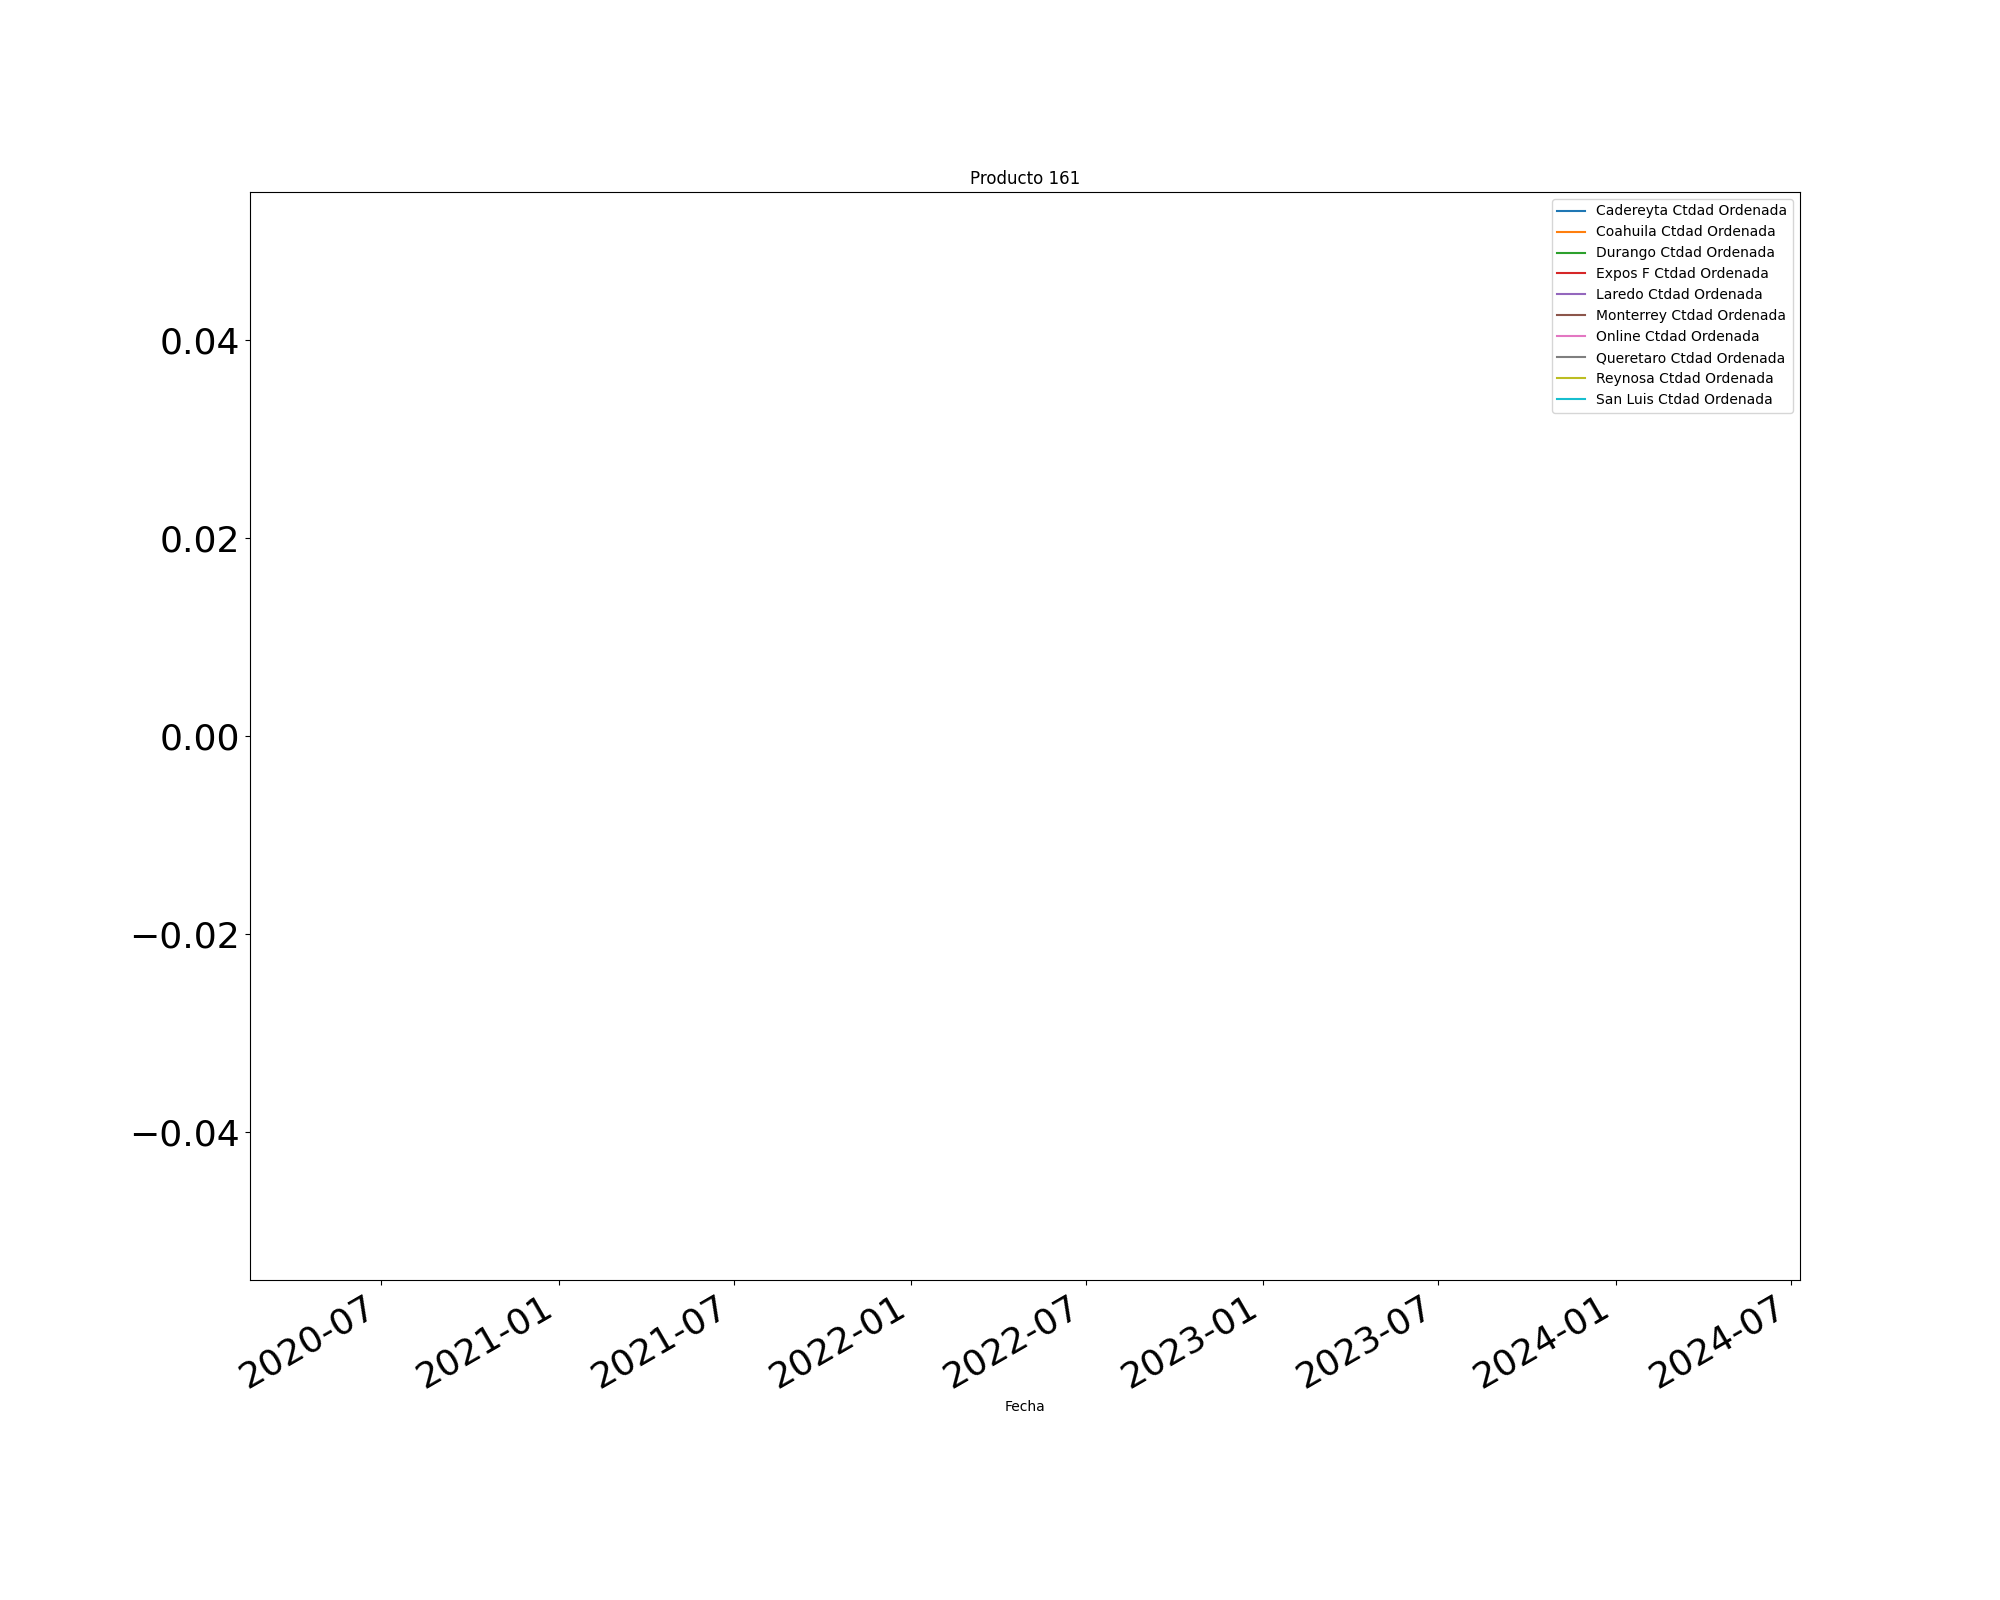 Producto 161
Cadereyta Ctdad Ordenada
Coahuila Ctdad Ordenada
Durango Ctdad Ordenada
Expos F Ctdad Ordenada
Laredo Ctdad Ordenada
Monterrey Ctdad Ordenada
Online Ctdad Ordenada
Queretaro Ctdad Ordenada
Reynosa Ctdad Ordenada
San Luis Ctdad Ordenada
0.04
0.02
0.00
−0.02
−0.04
2020-07
2021-01
2021-07
2022-01
2022-07
2023-01
2023-07
2024-01
2024-07
Fecha